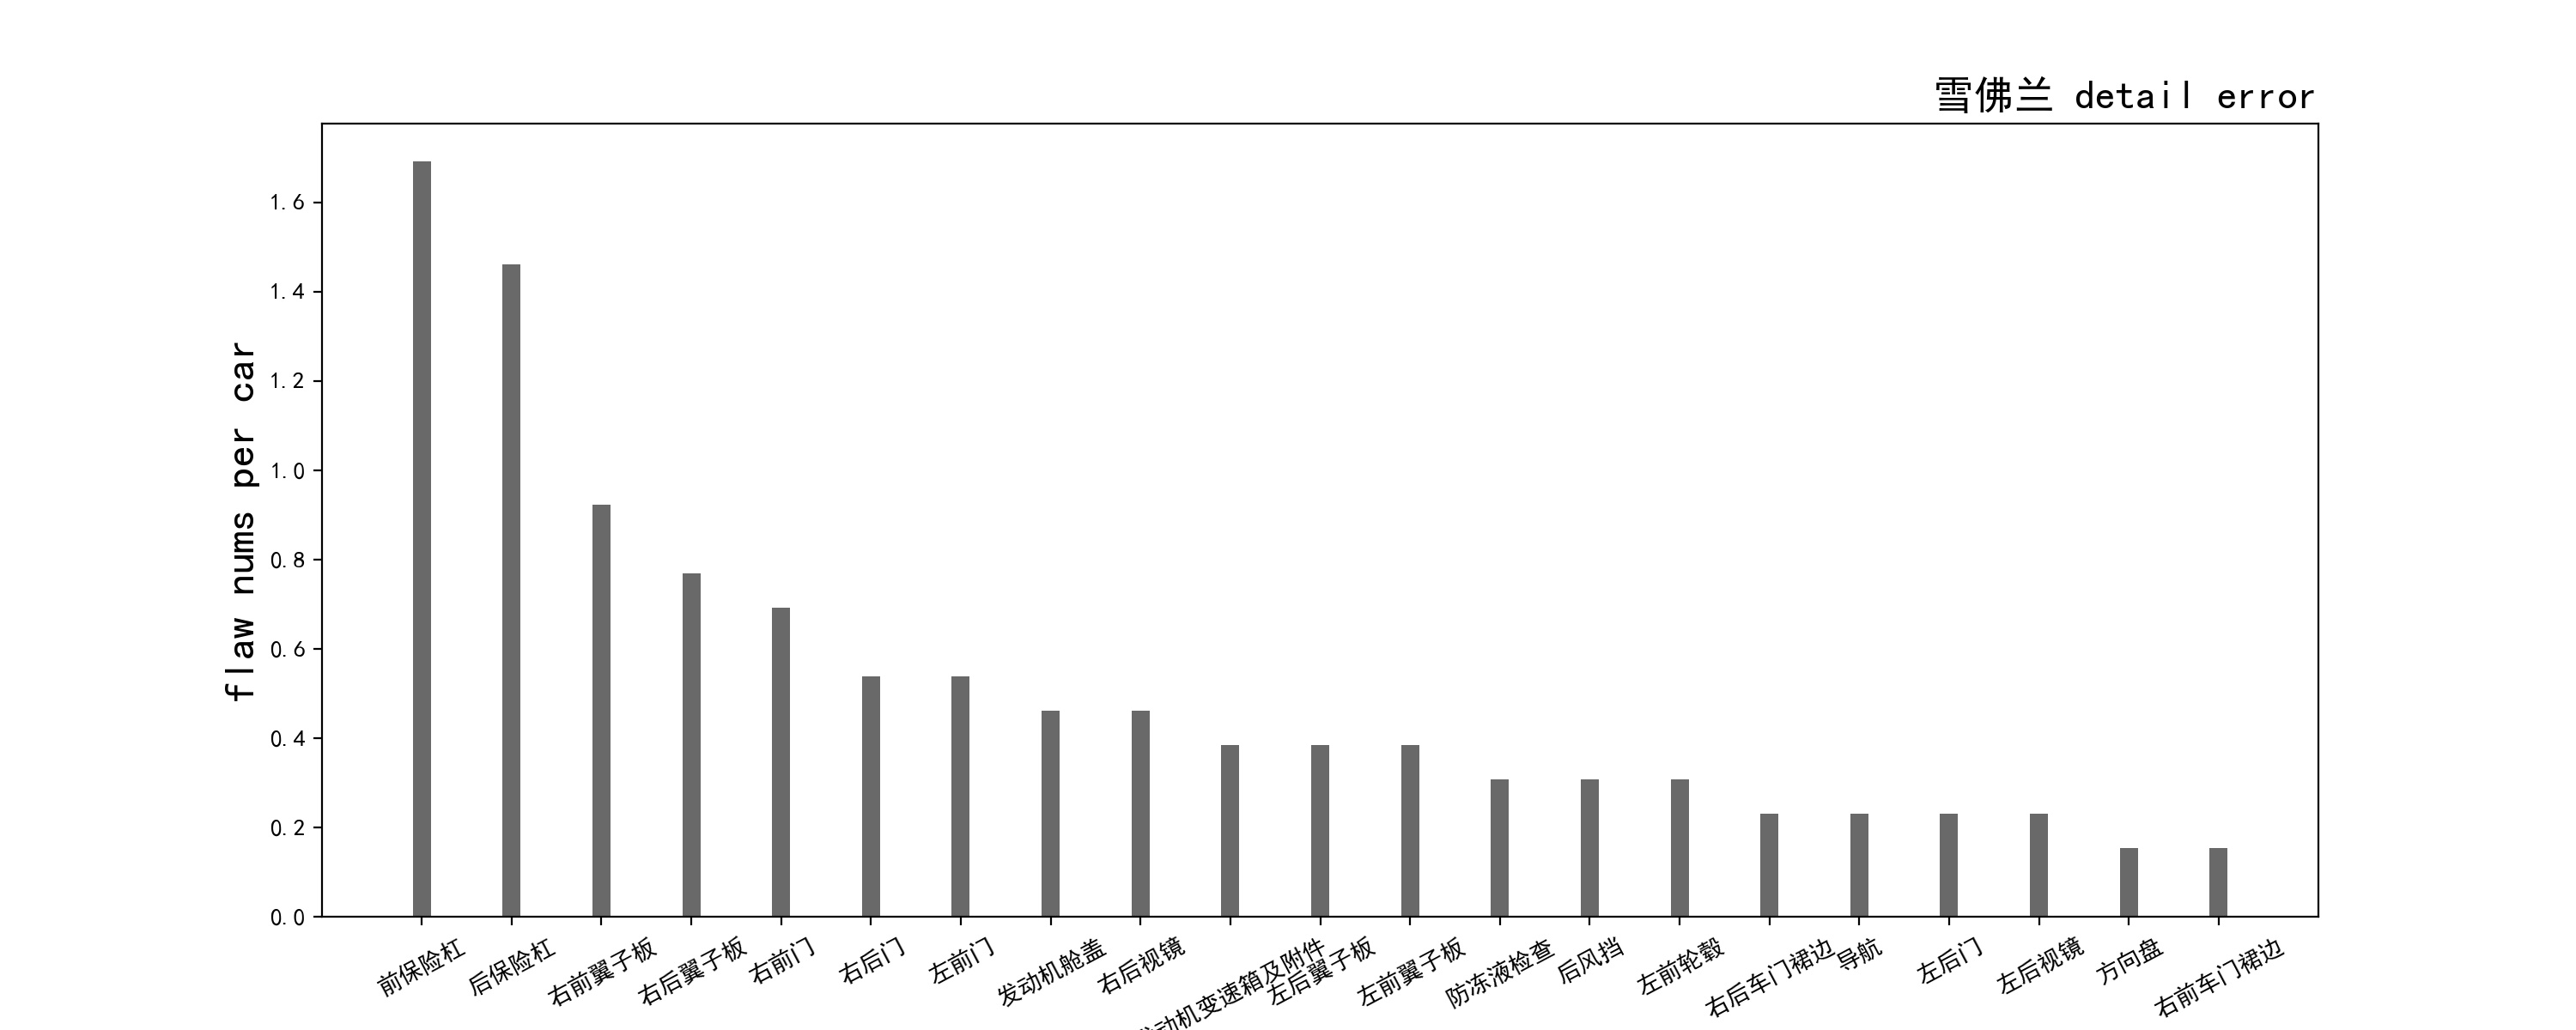 雪佛兰 detail error
flaw nums per car
1.6
1.4
1.2
1.0
0.8
0.6
0.4
0.2
0.0
前保险杠
后保险杠
右前翼子板
右后翼子板
右前门
右后门
左前门
发动机舱盖
右后视镜
动机变速箱及附件
左后翼子板
左前翼子板
防冻液检查
后风挡
左前轮毂
右后车门裙边
导航
左后门
左后视镜
方向盘
右前车门裙边